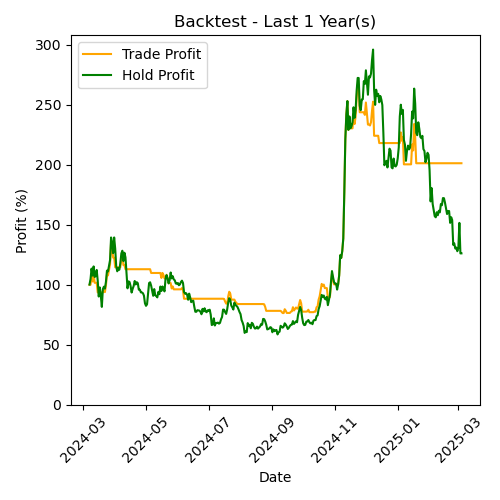 Backtest - Last 1 Year(s)
Trade Profit
Hold Profit
Profit (%)
300
250
200
150
100
50
0
2024-03
2024-05
2024-07
2024-09
2024-11
2025-01
2025-03
Date